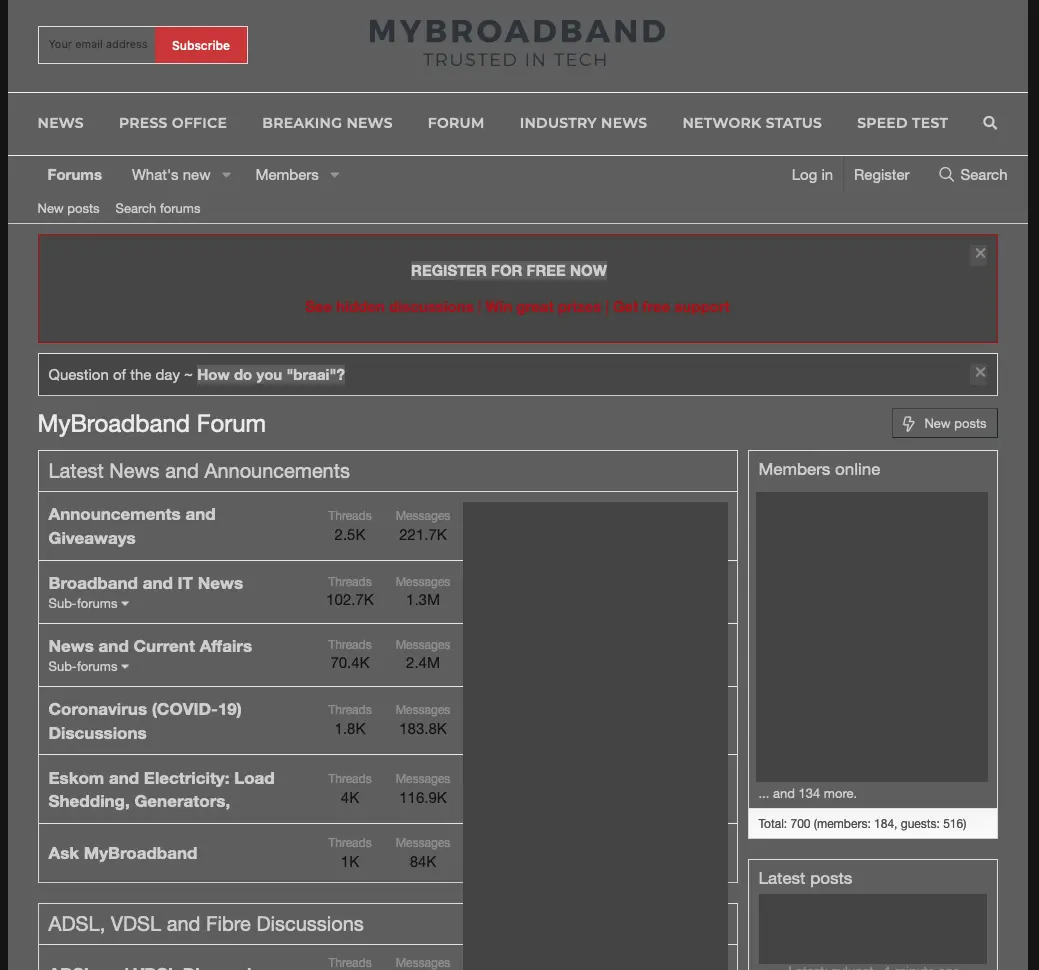 Your email address Subscribe
MYBROADBAND
TRUSTED IN TECH
NEWS PRESS OFFICE BREAKING NEWS FORUM INDUSTRY NEWS NETWORK STATUS SPEED TEST
Forums What's new Members Log in Register Search
New posts Search forums
REGISTER FOR FREE NOW
See hidden discussions | Win great prizes | Get free support
Question of the day ~ How do you "braai"?
MyBroadband Forum
New posts
Latest News and Announcements
Announcements and
Giveaways
Threads Messages
2.5K 221.7K
Broadband and IT News
Sub-forums
Threads Messages
102.7K 1.3M
News and Current Affairs
Sub-forums
Threads Messages
70.4K 2.4M
Coronavirus (COVID-19)
Discussions
Threads Messages
1.8K 183.8K
Eskom and Electricity: Load
Shedding, Generators,
Threads Messages
4K 116.9K
Ask MyBroadband
Threads Messages
1K 84K
ADSL, VDSL and Fibre Discussions
Threads Messages
Members online
... and 134 more.
Total: 700 (members: 184, guests: 516)
Latest posts